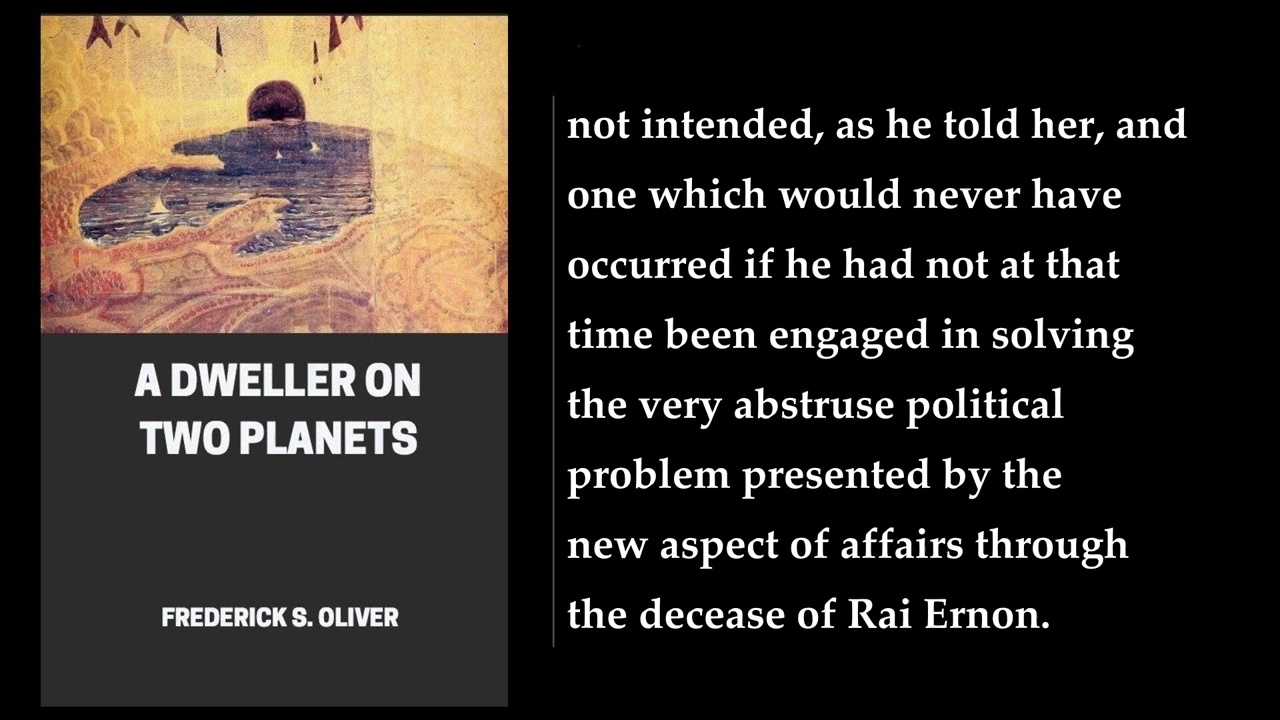 A DWELLER ON
TWO PLANETS
FREDERICK S. OLIVER
not intended, as he told her, and
one which would never have
occurred if he had not at that
time been engaged in solving
the very abstruse political
problem presented by the
new aspect of affairs through
the decease of Rai Ernon.